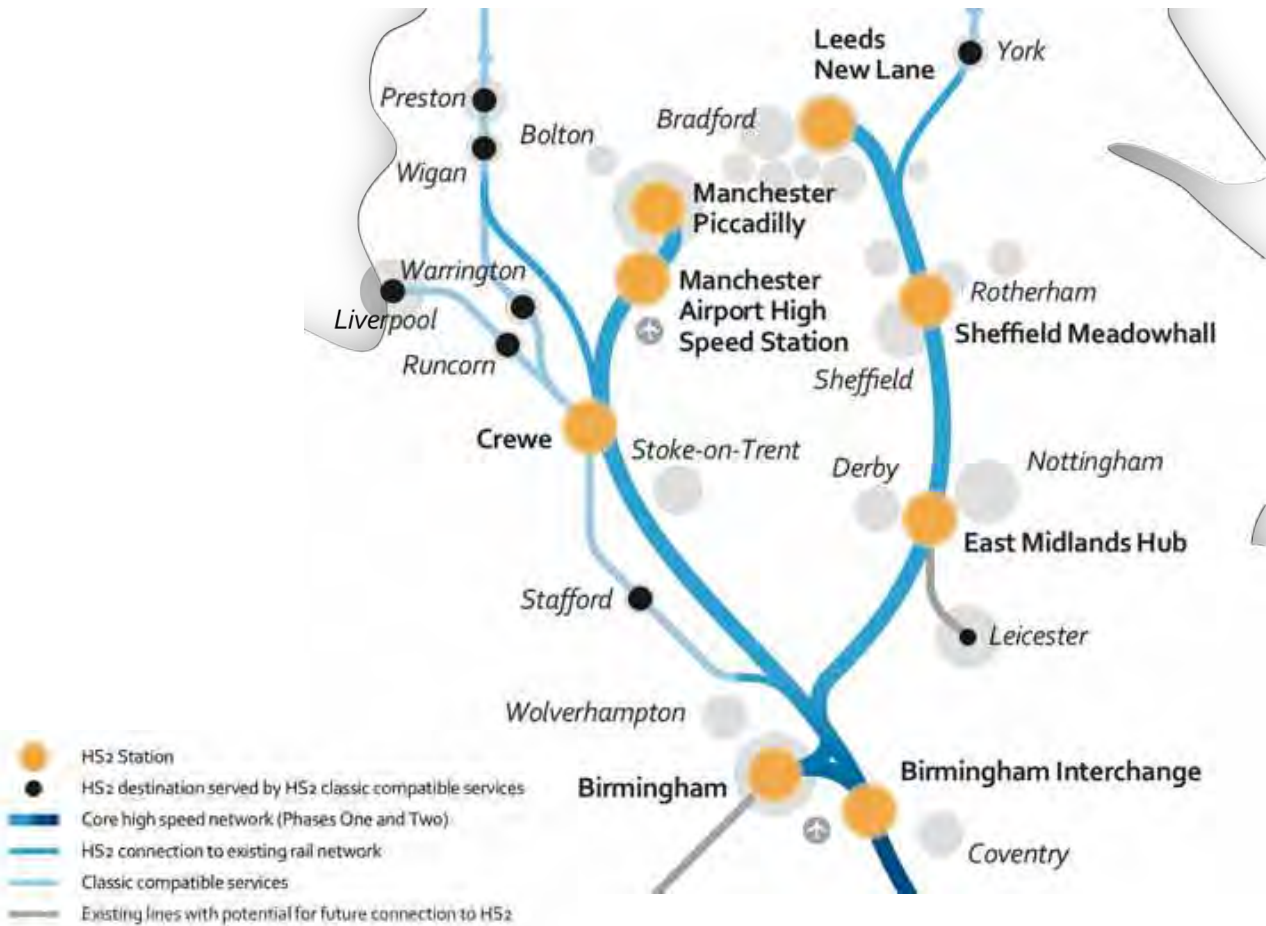 Leeds
New Lane
York
Preston
Bradford
Bolton
Wigan
Manchester
Piccadilly
Warrington
Manchester
Airport High
Speed Station
Rotherham
Liverpool
Sheffield Meadowhall
Runcorn
Sheffield
Crewe
Stoke-on-Trent
Derby
Nottingham
East Midlands Hub
Stafford
Leicester
Wolverhampton
Birmingham
Birmingham Interchange
Coventry
HS2 Station
HS2 destination served by HS2 classic compatible services
Core high speed network (Phases One and Two)
HS2 connection to existing rail network
Classic compatible services
Existing lines with potential for future connection to HS2